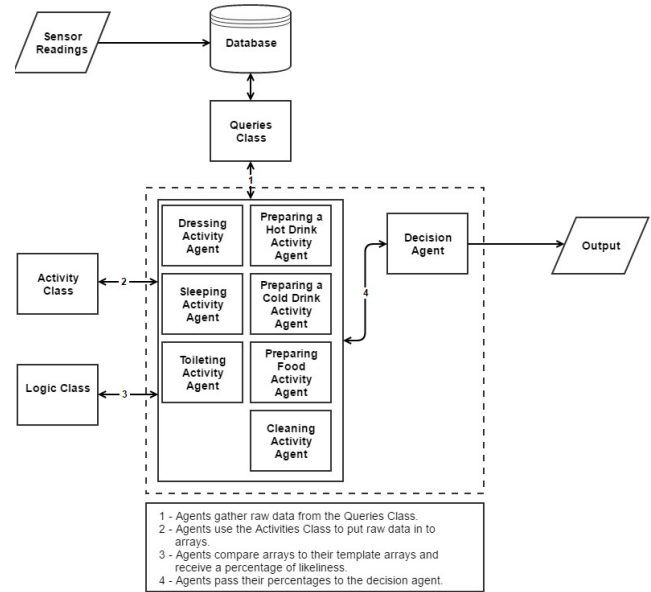 Sensor
Readings
Database
Queries
Class
1
Dressing
Activity
Agent
Preparing a
Hot Drink
Activity
Agent
Decision
Agent
Output
Activity
Class
2
Sleeping
Activity
Agent
Preparing a
Cold Drink
Activity
Agent
4
Logic Class
3
Toileting
Activity
Agent
Preparing
Food
Activity
Agent
Cleaning
Activity
Agent
1 - Agents gather raw data from the Queries Class.
2 - Agents use the Activities Class to put raw data in to
arrays.
3 - Agents compare arrays to their template arrays and
receive a percentage of likeliness.
4 - Agents pass their percentages to the decision agent.